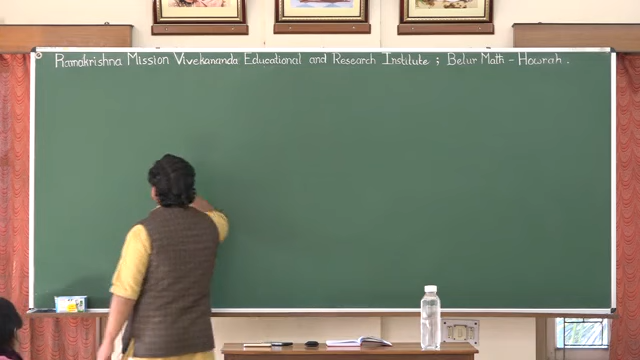 Ramakrishna Mission Vivekananda Educational and Research Institute ; Belur Math - Howrah .